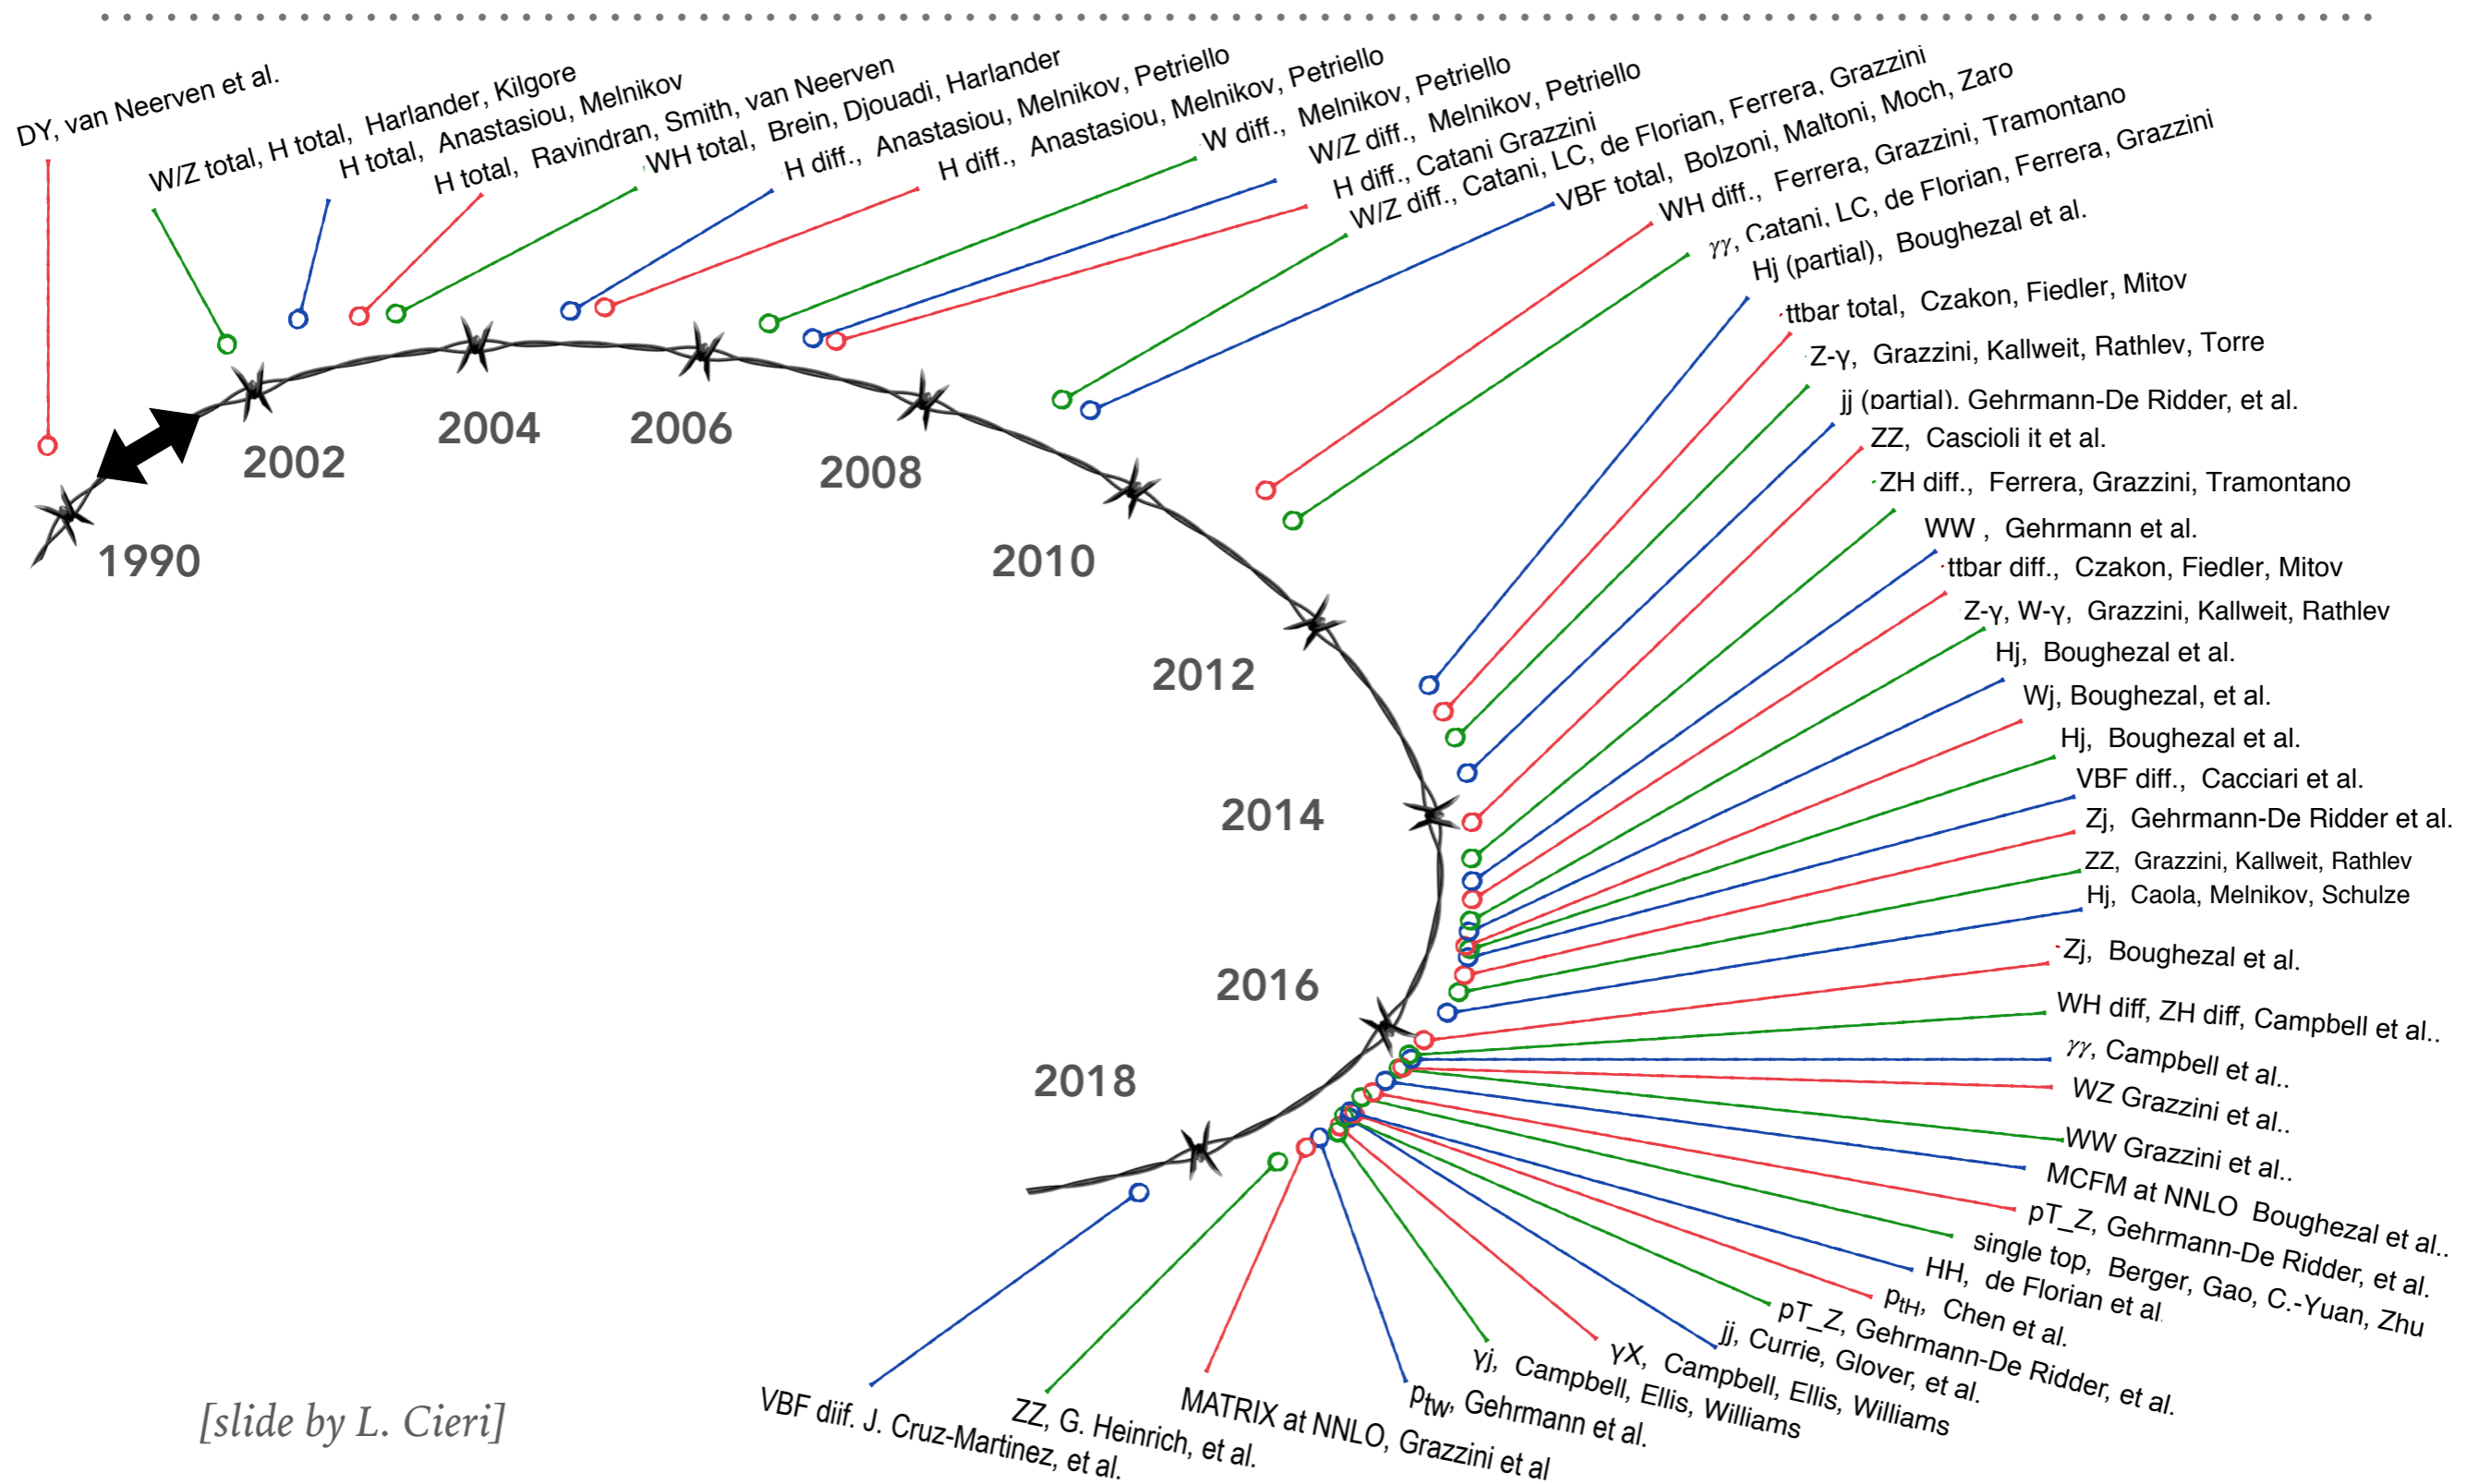 DY, van Neerven et al.
W/Z total, H total, Harlander, Kilgore
H total, Anastasiou, Melnikov
H total, Ravindran, Smith, van Neerven
WH total, Brein, Djouadi, Harlander
H diff., Anastasiou, Melnikov, Petriello
H diff., Anastasiou, Melnikov, Petriello
W diff., Melnikov, Petriello
W/Z diff., Melnikov, Petriello
H diff., Catani Grazzini
W/Z diff., Catani, LC, de Florian, Ferrera, Grazzini
VBF total, Bolzoni, Maltoni, Moch, Zaro
WH diff., Ferrera, Grazzini, Tramontano
γγ, Catani, LC, de Florian, Ferrera, Grazzini
Hj (partial), Boughezal et al.
ttbar total, Czakon, Fiedler, Mitov
Z-γ, Grazzini, Kallweit, Rathlev, Torre
jj (partial). Gehrmann-De Ridder, et al.
ZZ, Cascioli it et al.
ZH diff., Ferrera, Grazzini, Tramontano
WW , Gehrmann et al.
ttbar diff., Czakon, Fiedler, Mitov
Z-γ, W-γ, Grazzini, Kallweit, Rathlev
Hj, Boughezal et al.
Wj, Boughezal, et al.
Hj, Boughezal et al.
VBF diff., Cacciari et al.
Zj, Gehrmann-De Ridder et al.
ZZ, Grazzini, Kallweit, Rathlev
Hj, Caola, Melnikov, Schulze
Zj, Boughezal et al.
WH diff, ZH diff, Campbell et al..
γγ, Campbell et al..
WZ Grazzini et al..
WW Grazzini et al..
MCFM at NNLO Boughezal et al..
pT_Z, Gehrmann-De Ridder, et al.
single top, Berger, Gao, C.-Yuan, Zhu
HH, de Florian et al.
ptH, Chen et al.
pT_Z, Gehrmann-De Ridder, et al.
jj, Currie, Glover, et al.
γX, Campbell, Ellis, Williams
γj, Campbell, Ellis, Williams
ptW, Gehrmann et al.
MATRIX at NNLO, Grazzini et al
ZZ, G. Heinrich, et al.
VBF diif. J. Cruz-Martinez, et al.
1990
2002
2004
2006
2008
2010
2012
2014
2016
2018
[slide by L. Cieri]